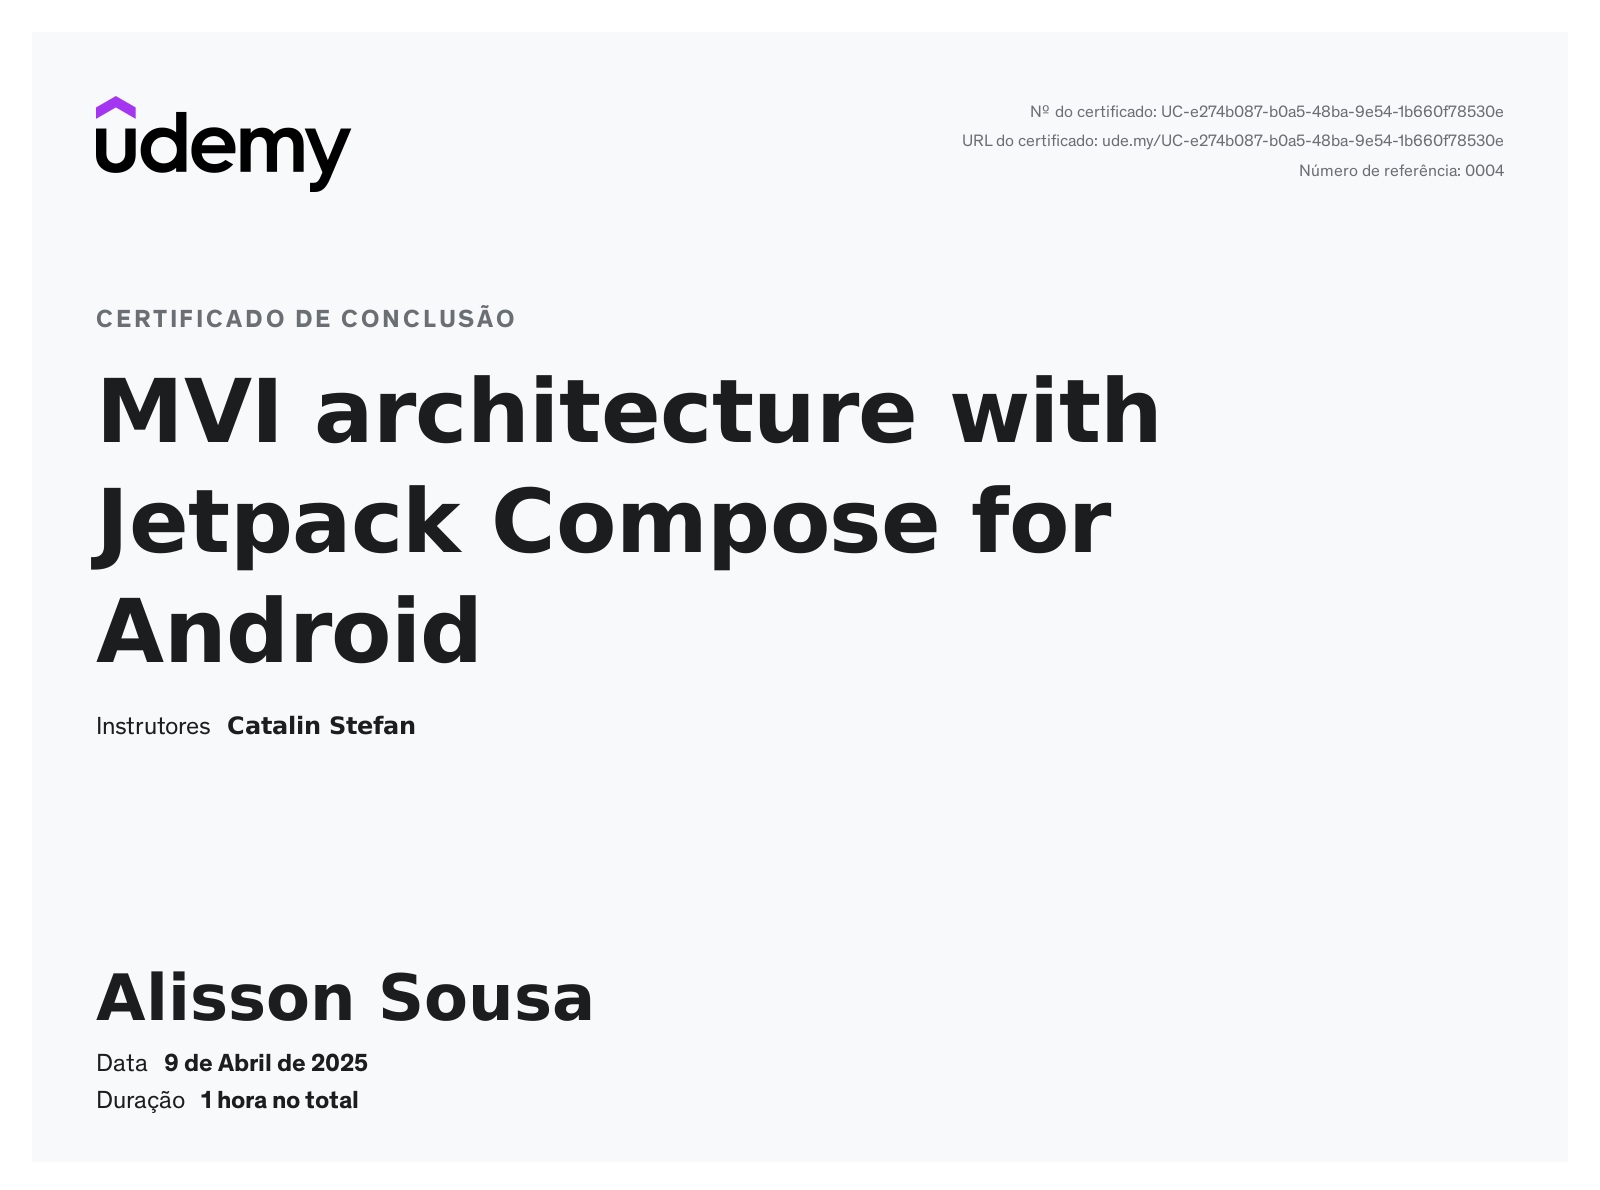 udemy
Nº do certificado: UC-e274b087-b0a5-48ba-9e54-1b660f78530e
URL do certificado: ude.my/UC-e274b087-b0a5-48ba-9e54-1b660f78530e
Número de referência: 0004
CERTIFICADO DE CONCLUSÃO
MVI architecture with
Jetpack Compose for
Android
Instrutores Catalin Stefan
Alisson Sousa
Data 9 de Abril de 2025
Duração 1 hora no total